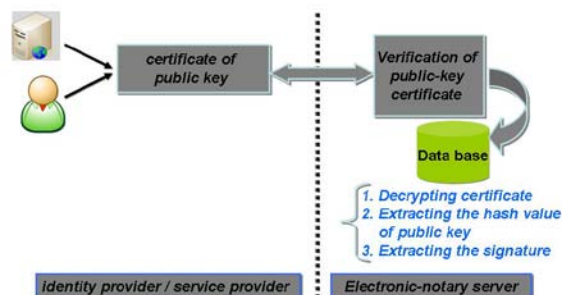 certificate of
public key
Verification of
public-key
certificate
Data base
1. Decrypting certificate
2. Extracting the hash value
of public key
3. Extracting the signature
identity provider / service provider
Electronic-notary server